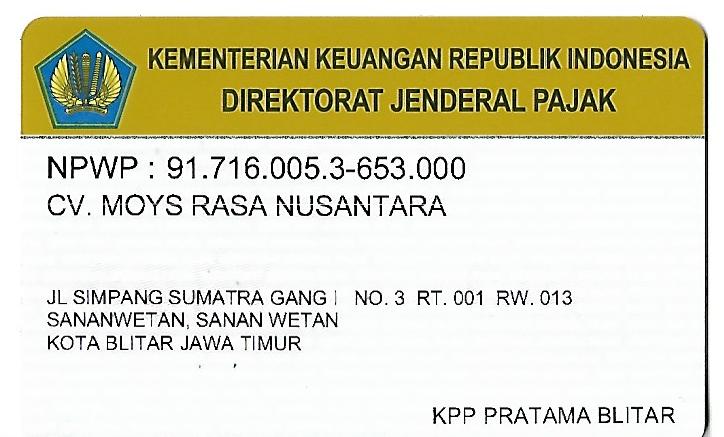 KEMENTERIAN KEUANGAN REPUBLIK INDONESIA
DIREKTORAT JENDERAL PAJAK
NPWP : 91.716.005.3-653.000
CV. MOYS RASA NUSANTARA
JL SIMPANG SUMATRA GANG I NO. 3 RT. 001 RW. 013
SANANWETAN, SANAN WETAN
KOTA BLITAR JAWA TIMUR
KPP PRATAMA BLITAR